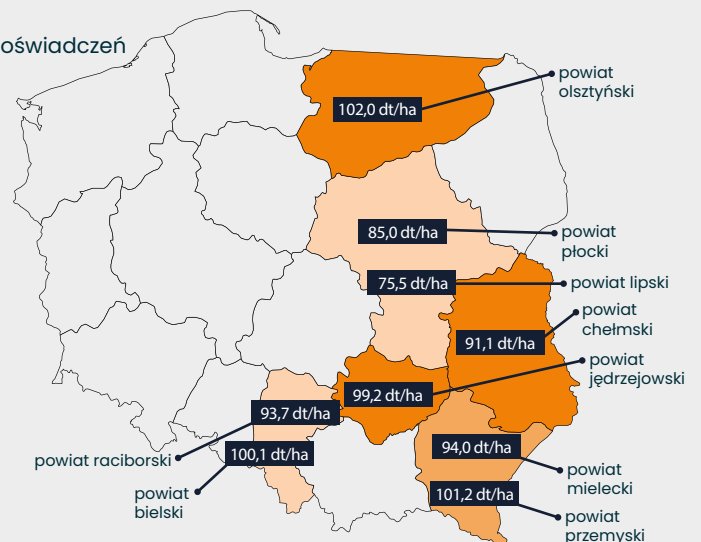 oświadczeń
102,0 dt/ha
powiat
olsztyński
85,0 dt/ha
powiat
płocki
75,5 dt/ha
powiat lipski
91,1 dt/ha
powiat
chełmski
99,2 dt/ha
powiat
jędrzejowski
93,7 dt/ha
powiat raciborski
100,1 dt/ha
powiat
bielski
94,0 dt/ha
powiat
mielecki
101,2 dt/ha
powiat
przemyski